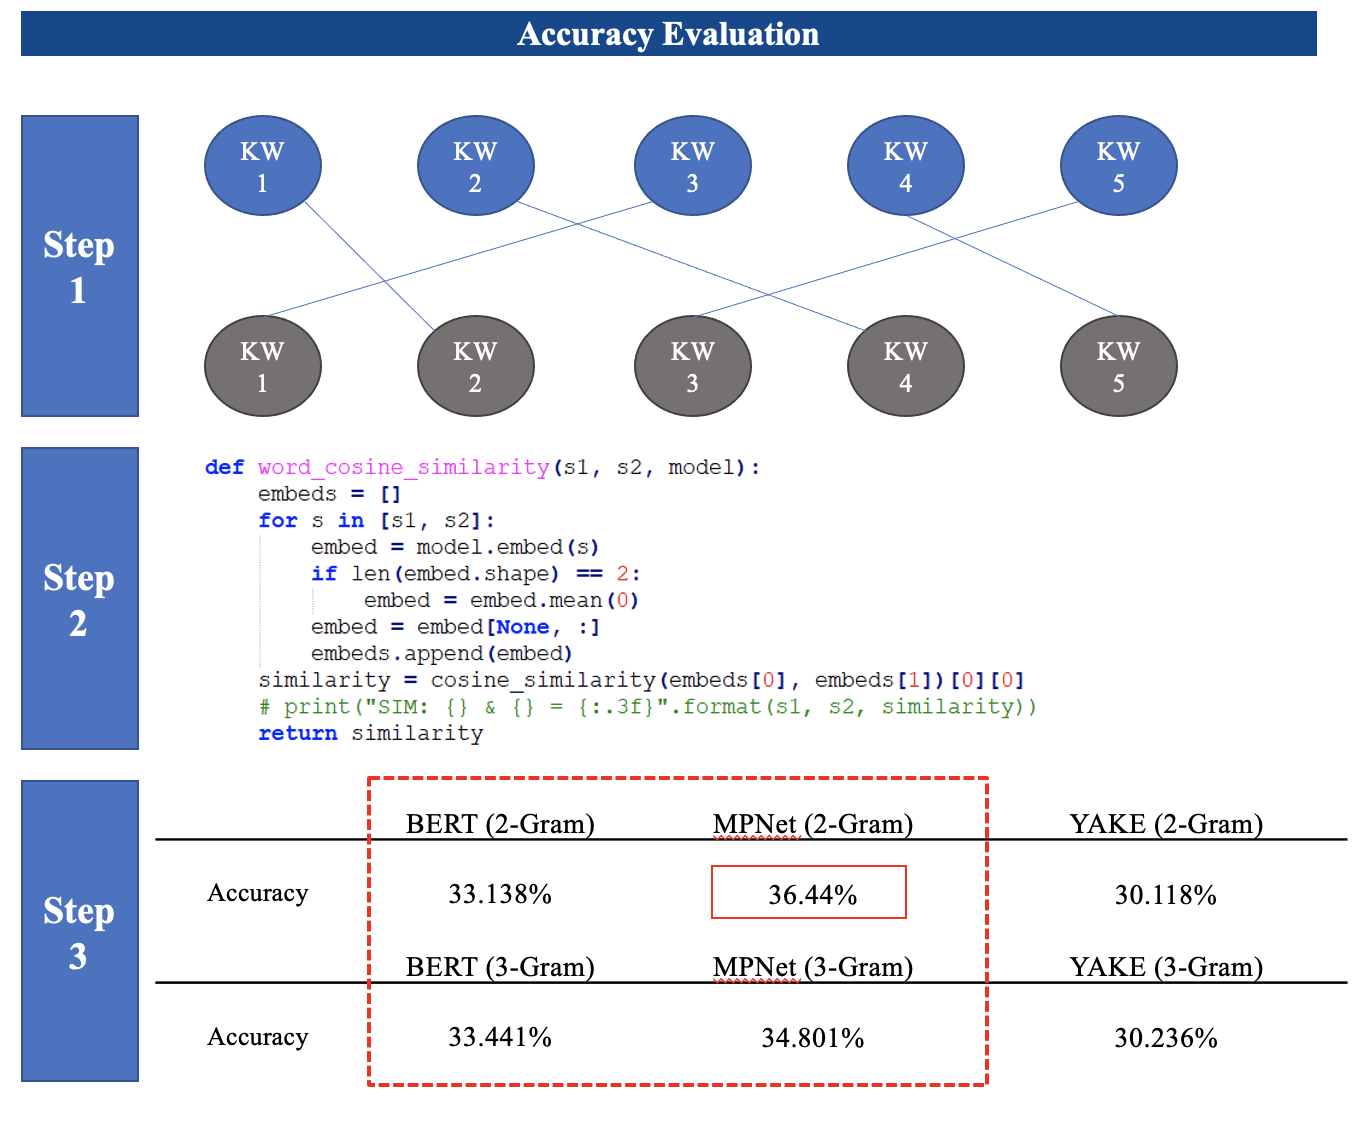 Accuracy Evaluation
Step
1
KW
1
KW
2
KW
3
KW
4
KW
5
KW
1
KW
2
KW
3
KW
4
KW
5
Step
2
def word_cosine_similarity(s1, s2, model):
    embeds = []
    for s in [s1, s2]:
        embed = model.embed(s)
        if len(embed.shape) == 2:
            embed = embed.mean(0)
        embed = embed[None, :]
        embeds.append(embed)
    similarity = cosine_similarity(embeds[0], embeds[1])[0][0]
    # print("SIM: {} & {} = {:.3f}".format(s1, s2, similarity))
    return similarity
Step
3
BERT (2-Gram) MPNet (2-Gram) YAKE (2-Gram)
Accuracy 33.138% 36.44% 30.118%
BERT (3-Gram) MPNet (3-Gram) YAKE (3-Gram)
Accuracy 33.441% 34.801% 30.236%